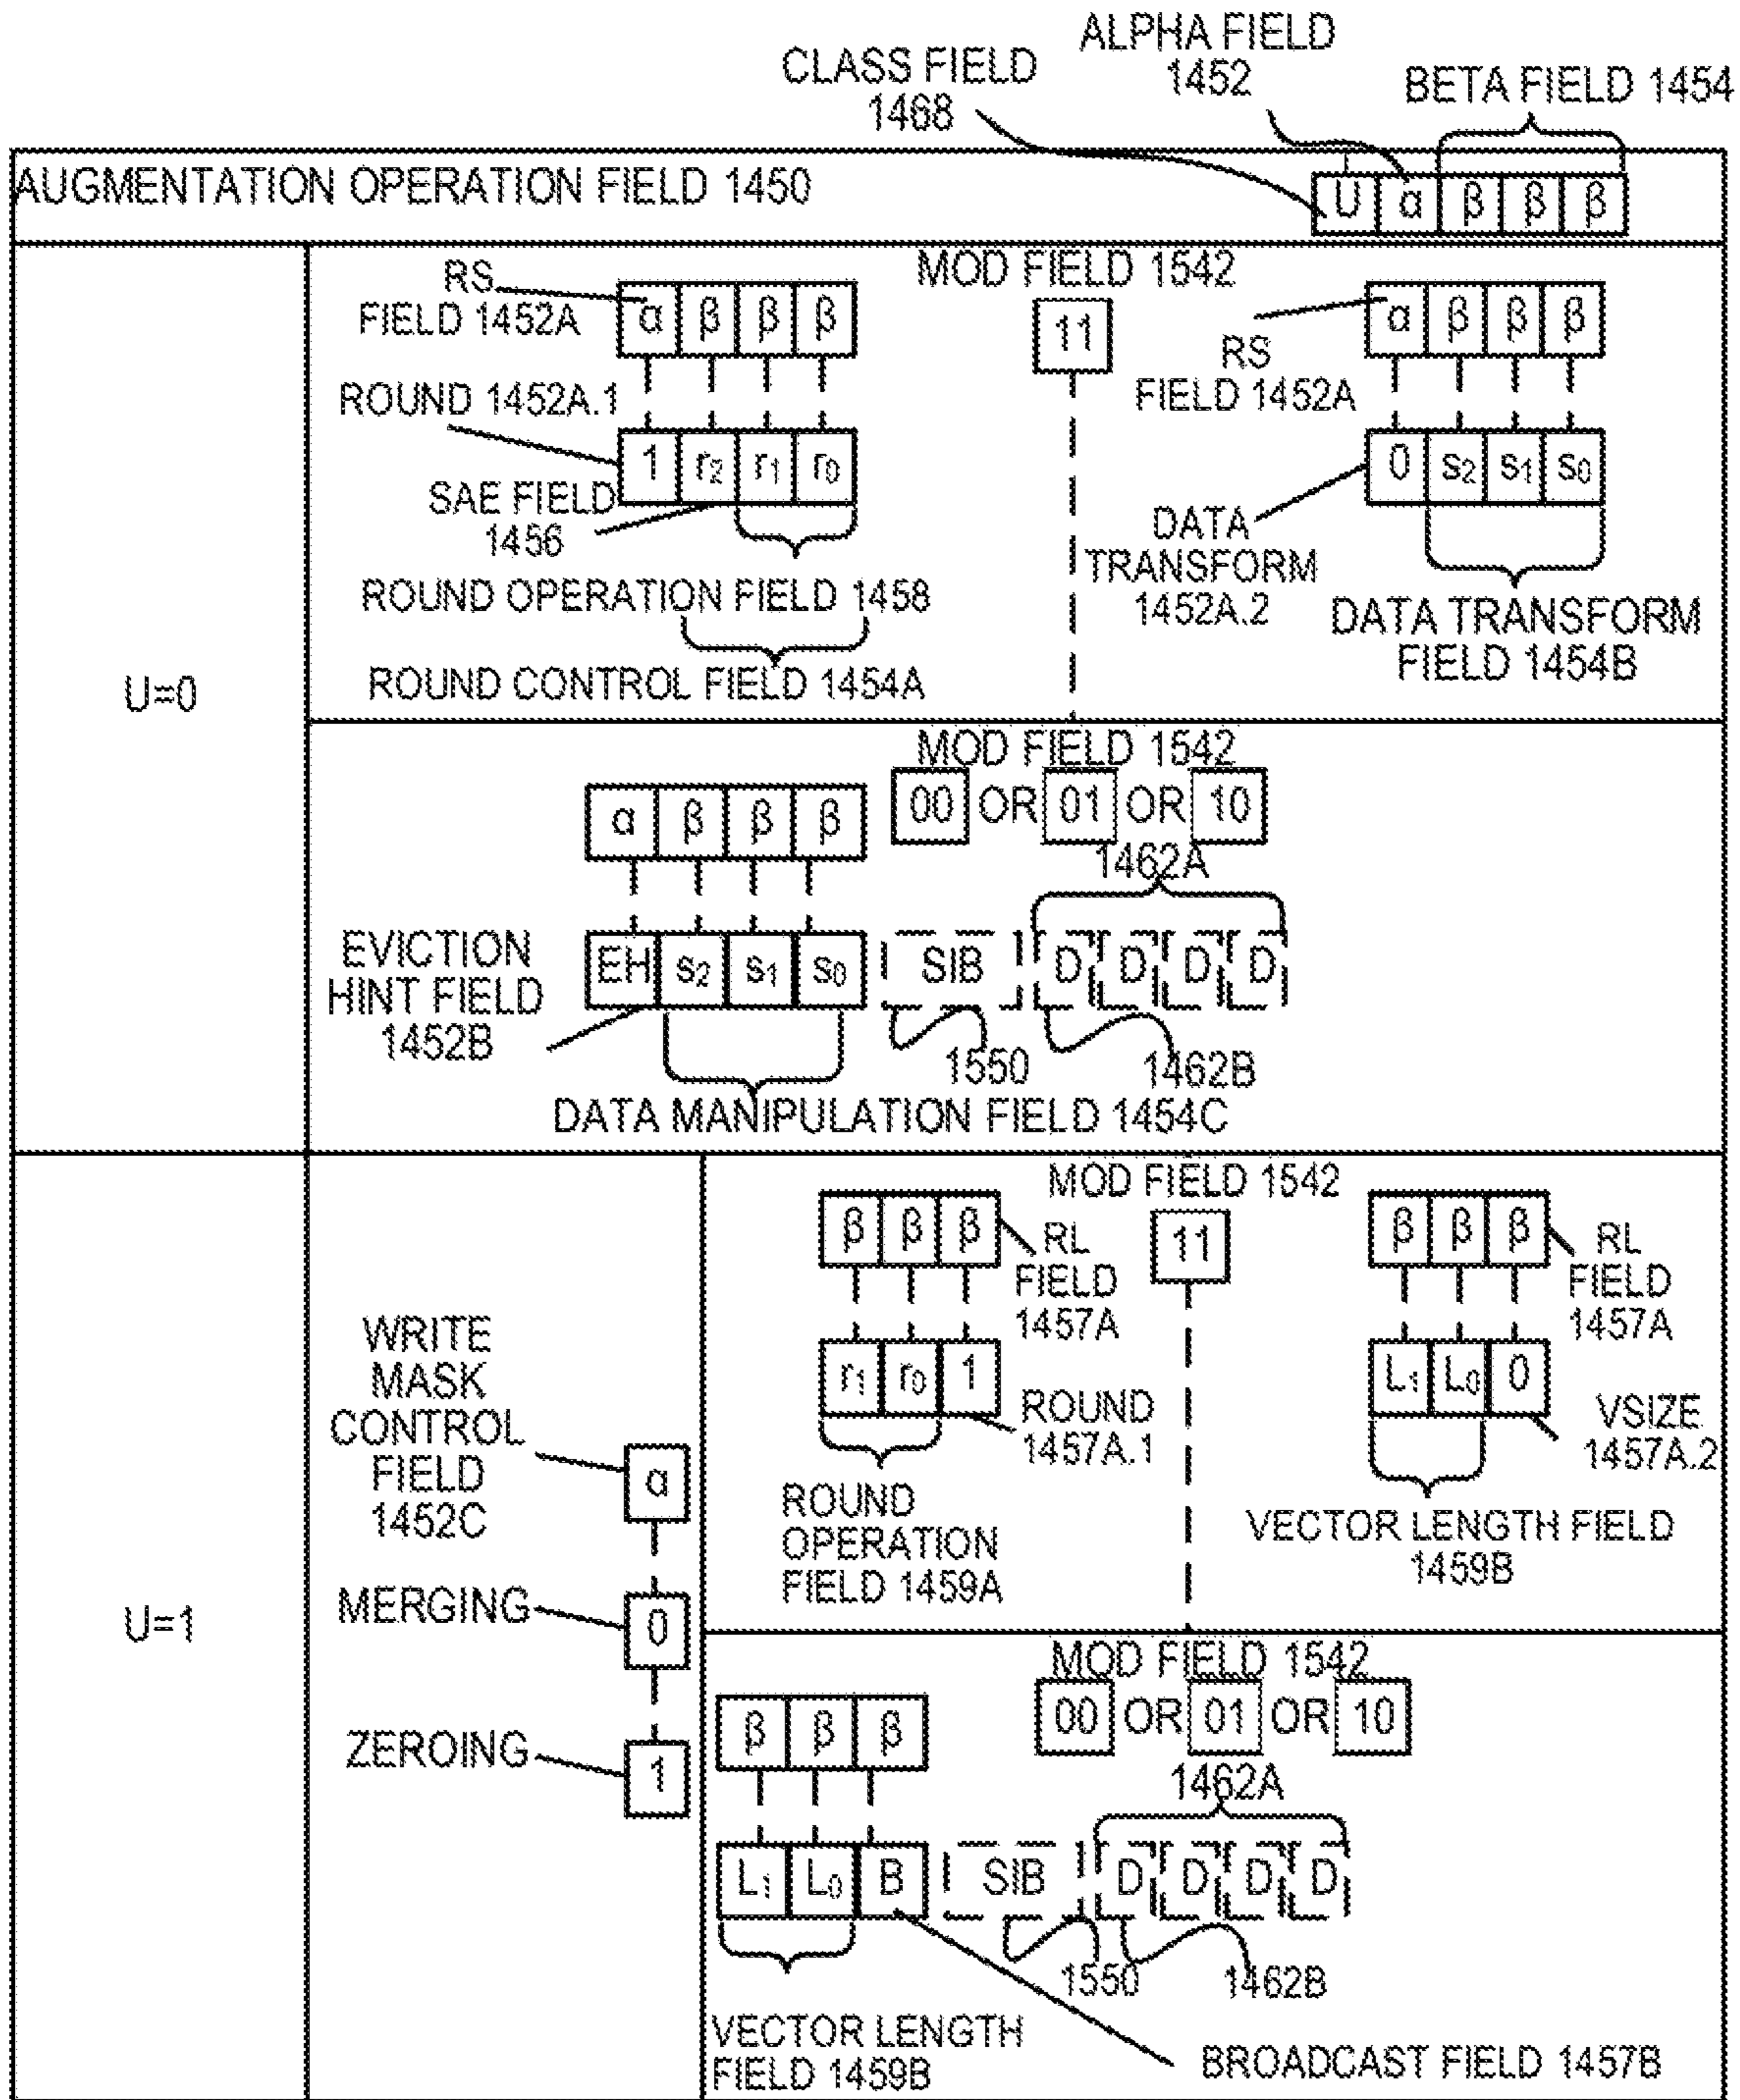 CLASS FIELD
1468
ALPHA FIELD
1452
BETA FIELD 1454
AUGMENTATION OPERATION FIELD 1450
U α β β β
U=0
MOD FIELD 1542
11
RS
FIELD 1452A
α β β β
ROUND 1452A.1
1 r2 r1 r0
SAE FIELD
1456
ROUND OPERATION FIELD 1458
ROUND CONTROL FIELD 1454A
α β β β
RS
FIELD 1452A
0 s2 s1 s0
DATA
TRANSFORM
1452A.2
DATA TRANSFORM
FIELD 1454B
MOD FIELD 1542
00 OR 01 OR 10
α β β β
1462A
EVICTION
HINT FIELD
1452B
EH s2 s1 s0 SIB D D D D
1550
1462B
DATA MANIPULATION FIELD 1454C
U=1
WRITE
MASK
CONTROL
FIELD
1452C
α
MERGING
0
ZEROING
1
MOD FIELD 1542
11
β β β
RL
FIELD
1457A
r1 r0 1
ROUND
1457A.1
ROUND
OPERATION
FIELD 1459A
β β β
RL
FIELD
1457A
L1 L0 0
VSIZE
1457A.2
VECTOR LENGTH FIELD
1459B
MOD FIELD 1542
00 OR 01 OR 10
β β β
1462A
L1 L0 B SIB D D D D
1550
1462B
VECTOR LENGTH
FIELD 1459B
BROADCAST FIELD 1457B